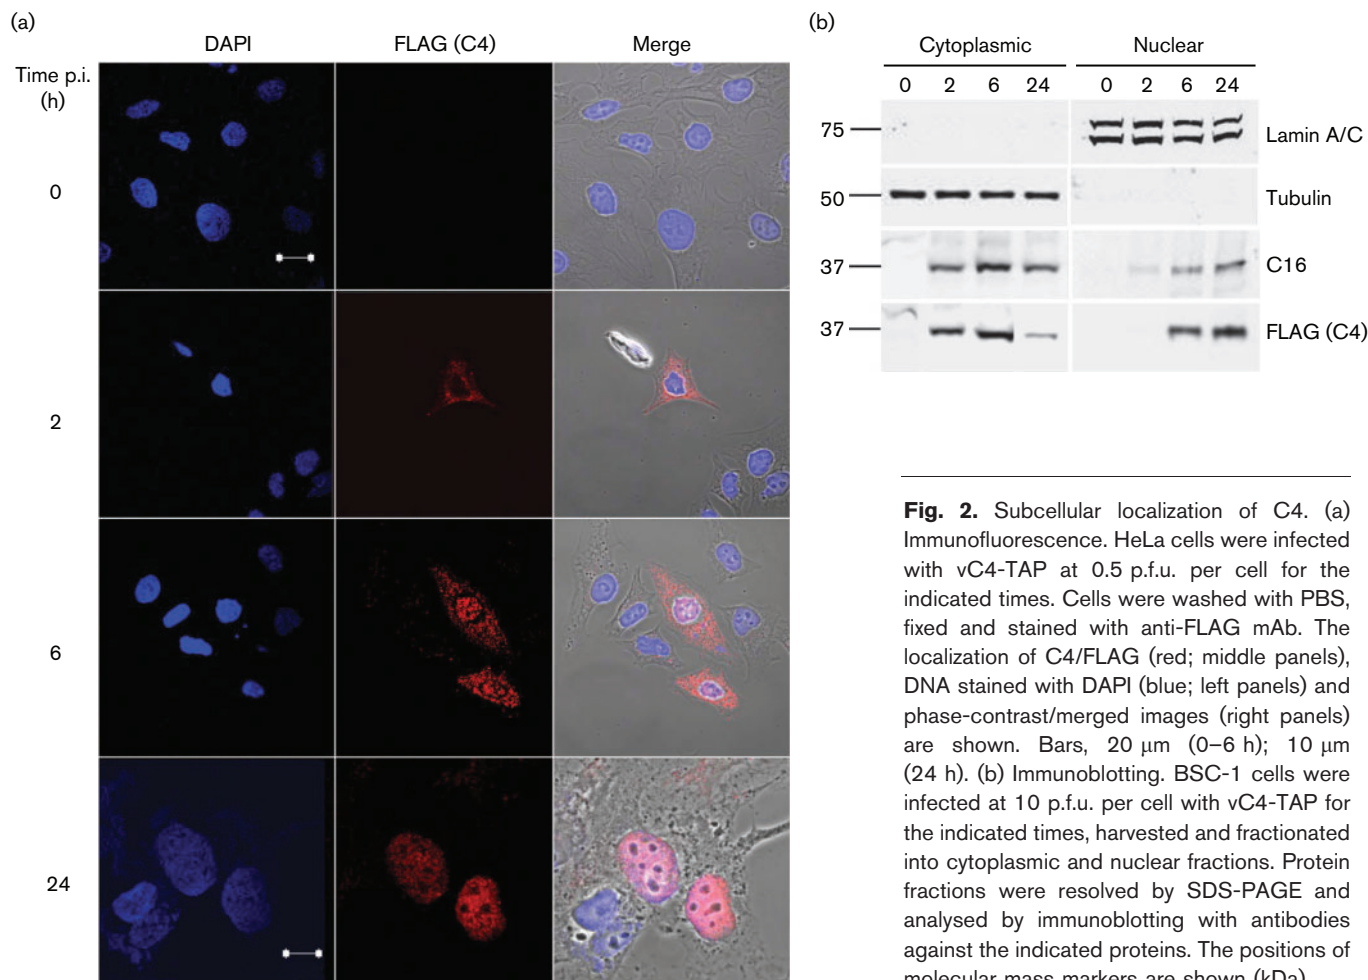 (a)
DAPI FLAG (C4) Merge
Time p.i.
(h)
0
2
6
24
(b)
Cytoplasmic Nuclear
0 2 6 24 0 2 6 24
75 Lamin A/C
50 Tubulin
37 C16
37 FLAG (C4)
Fig. 2. Subcellular localization of C4. (a)
Immunofluorescence. HeLa cells were infected
with vC4-TAP at 0.5 p.f.u. per cell for the
indicated times. Cells were washed with PBS,
fixed and stained with anti-FLAG mAb. The
localization of C4/FLAG (red; middle panels),
DNA stained with DAPI (blue; left panels) and
phase-contrast/merged images (right panels)
are shown. Bars, 20 μm (0–6 h); 10 μm
(24 h). (b) Immunoblotting. BSC-1 cells were
infected at 10 p.f.u. per cell with vC4-TAP for
the indicated times, harvested and fractionated
into cytoplasmic and nuclear fractions. Protein
fractions were resolved by SDS-PAGE and
analysed by immunoblotting with antibodies
against the indicated proteins. The positions of
molecular mass markers are shown (kDa).